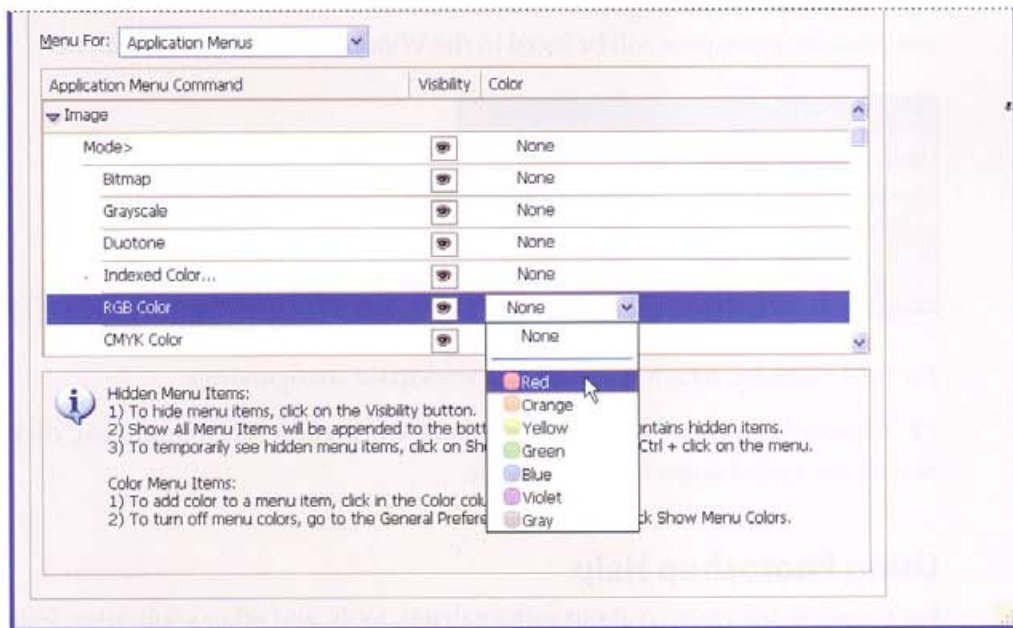 Menu For: Application Menus
Application Menu Command Visibility Color
Image
Mode> None
Bitmap None
Grayscale None
Duotone None
Indexed Color... None
RGB Color None
CMYK Color None
Red
Orange
Yellow
Green
Blue
Violet
Gray
Hidden Menu Items:
1) To hide menu items, click on the Visibility button.
2) Show All Menu Items will be appended to the bott ntains hidden items.
3) To temporarily see hidden menu items, click on Sh Ctrl + click on the menu.
Color Menu Items:
1) To add color to a menu item, click in the Color colu
2) To turn off menu colors, go to the General Prefere ck Show Menu Colors.
Using Photoshop Help